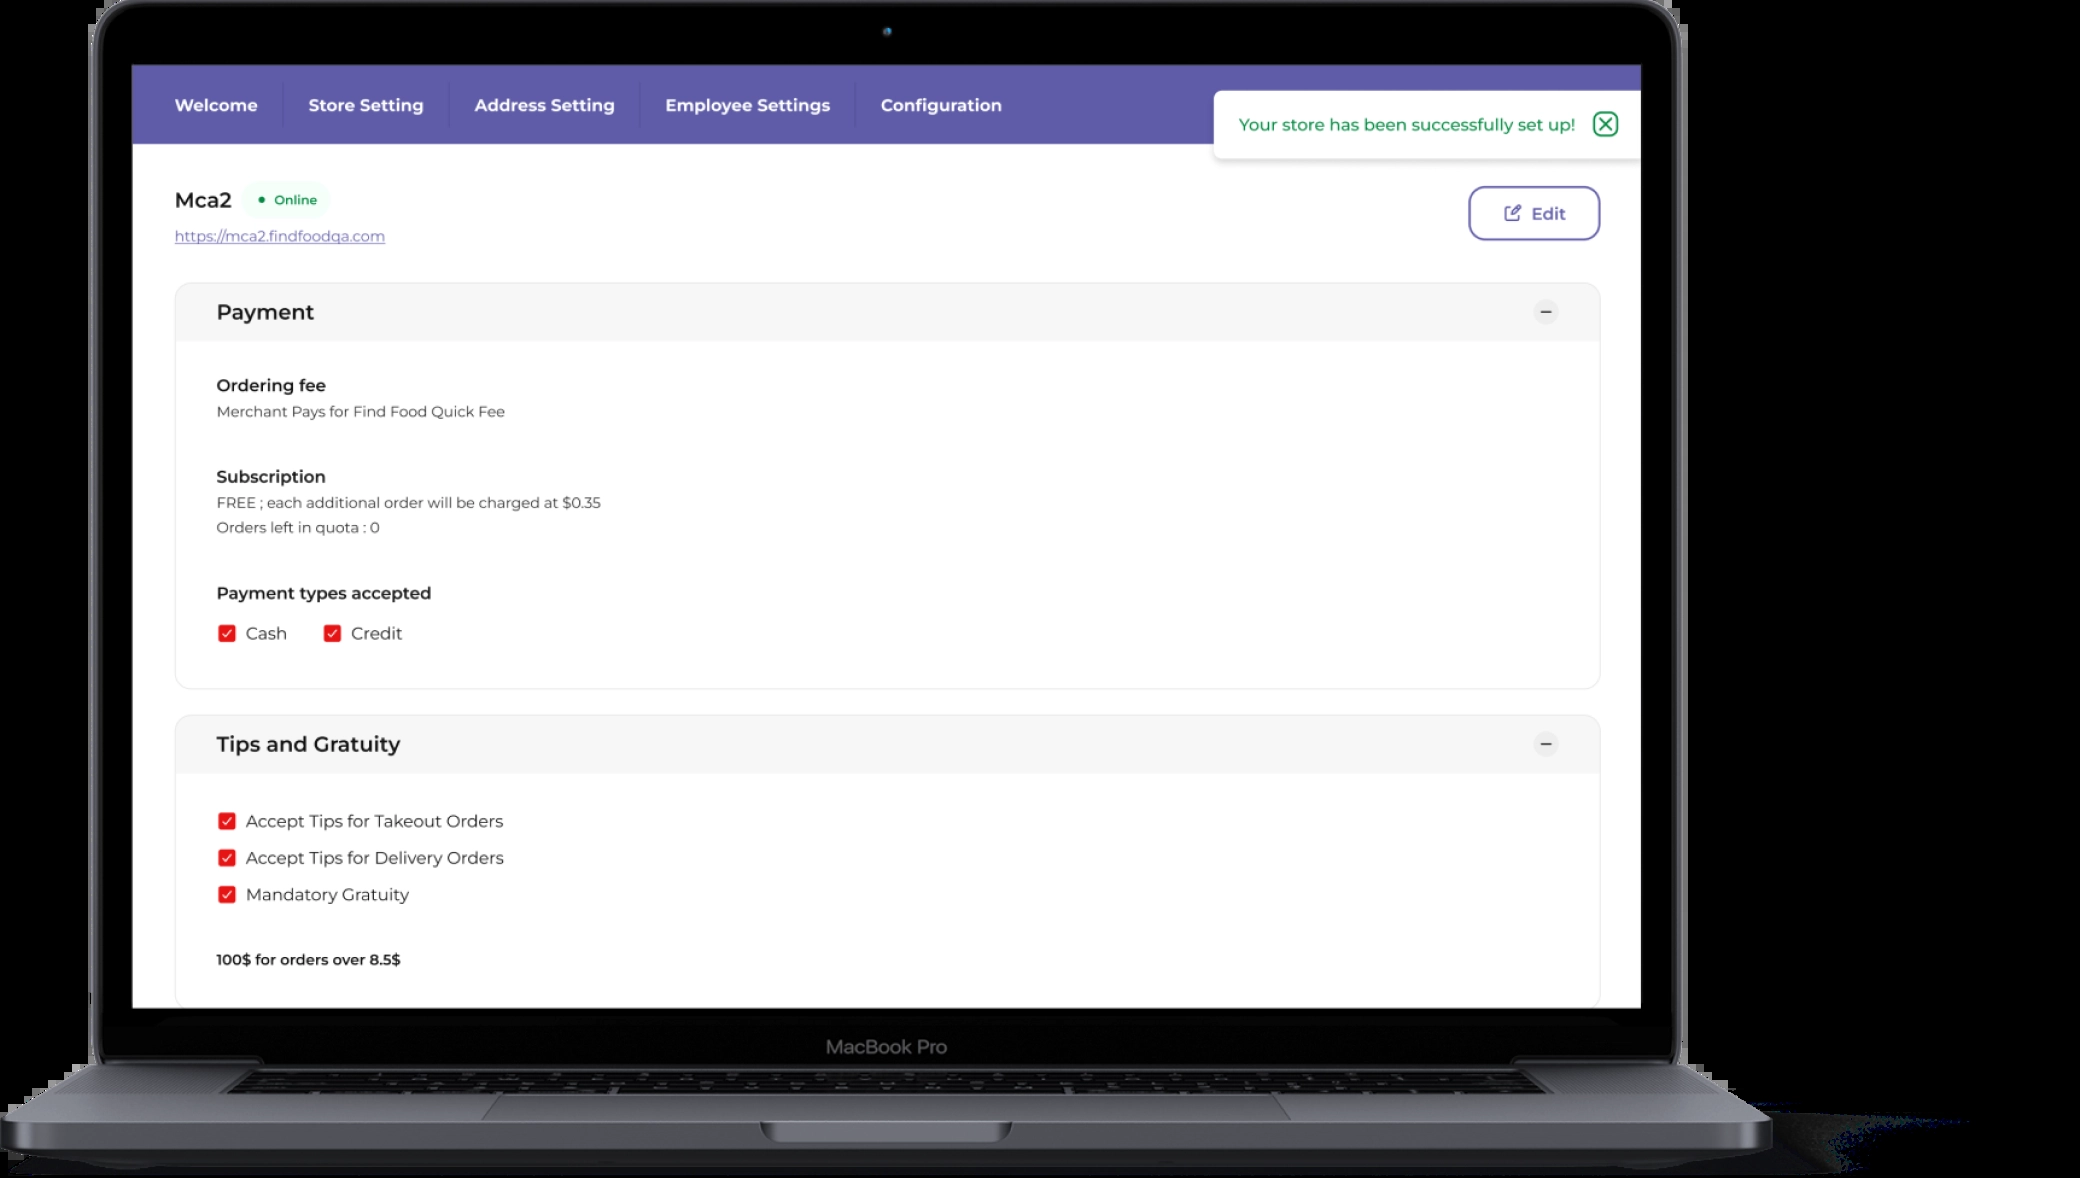 Welcome
Store Setting
Address Setting
Employee Settings
Configuration
Your store has been successfully set up!
Mca2
Online
https://mca2.findfoodqa.com
Edit
Payment
Ordering fee
Merchant Pays for Find Food Quick Fee
Subscription
FREE ; each additional order will be charged at $0.35
Orders left in quota : 0
Payment types accepted
Cash
Credit
Tips and Gratuity
Accept Tips for Takeout Orders
Accept Tips for Delivery Orders
Mandatory Gratuity
100$ for orders over 8.5$
MacBook Pro